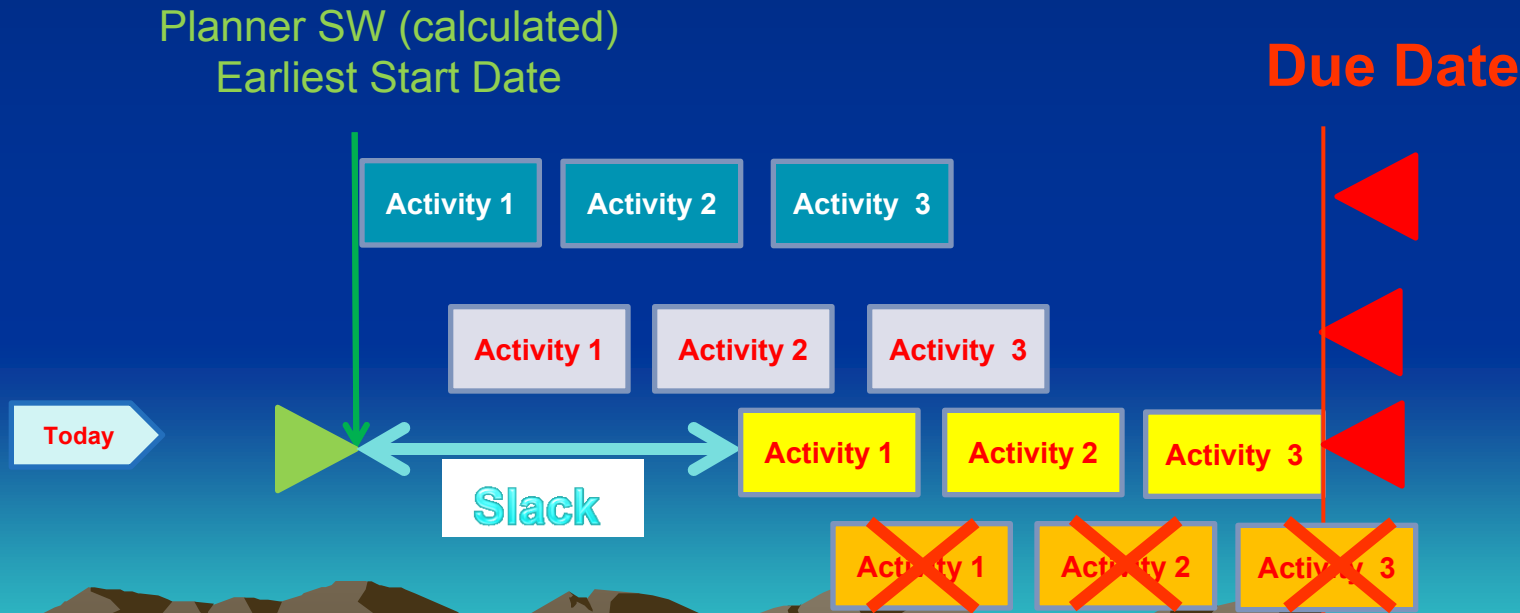 Planner SW (calculated)
Earliest Start Date
Due Date
Activity 1
Activity 2
Activity 3
Activity 1
Activity 2
Activity 3
Today
Activity 1
Activity 2
Activity 3
Slack
Activity 1
Activity 2
Activity 3